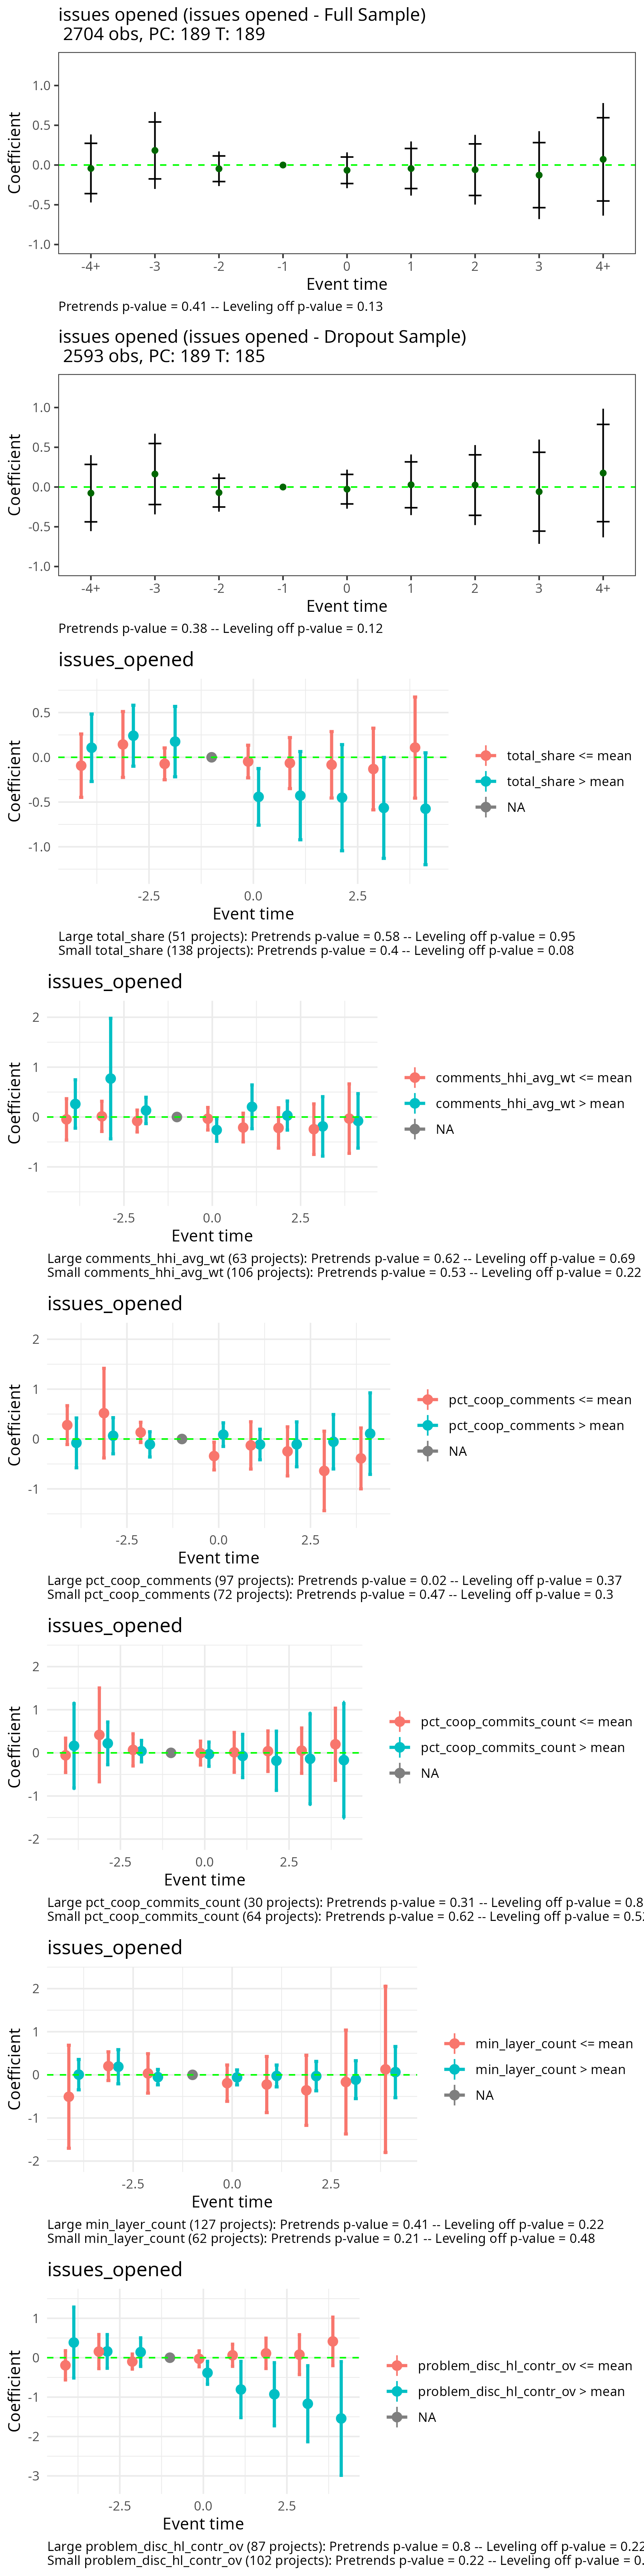 issues opened (issues opened - Full Sample)
2704 obs, PC: 189 T: 189
1.0
0.5
0.0
-0.5
-1.0
Coefficient
-4+ -3 -2 -1 0 1 2 3 4+
Event time
Pretrends p-value = 0.41 -- Leveling off p-value = 0.13
issues opened (issues opened - Dropout Sample)
2593 obs, PC: 189 T: 185
1.0
0.5
0.0
-0.5
-1.0
Coefficient
-4+ -3 -2 -1 0 1 2 3 4+
Event time
Pretrends p-value = 0.38 -- Leveling off p-value = 0.12
issues_opened
0.5
0.0
-0.5
-1.0
Coefficient
-2.5 0.0 2.5
Event time
total_share <= mean
total_share > mean
NA
Large total_share (51 projects): Pretrends p-value = 0.58 -- Leveling off p-value = 0.95
Small total_share (138 projects): Pretrends p-value = 0.4 -- Leveling off p-value = 0.08
issues_opened
2
1
0
-1
Coefficient
-2.5 0.0 2.5
Event time
comments_hhi_avg_wt <= mean
comments_hhi_avg_wt > mean
NA
Large comments_hhi_avg_wt (63 projects): Pretrends p-value = 0.62 -- Leveling off p-value = 0.69
Small comments_hhi_avg_wt (106 projects): Pretrends p-value = 0.53 -- Leveling off p-value = 0.22
issues_opened
2
1
0
-1
Coefficient
-2.5 0.0 2.5
Event time
pct_coop_comments <= mean
pct_coop_comments > mean
NA
Large pct_coop_comments (97 projects): Pretrends p-value = 0.02 -- Leveling off p-value = 0.37
Small pct_coop_comments (72 projects): Pretrends p-value = 0.47 -- Leveling off p-value = 0.3
issues_opened
2
1
0
-1
-2
Coefficient
-2.5 0.0 2.5
Event time
pct_coop_commits_count <= mean
pct_coop_commits_count > mean
NA
Large pct_coop_commits_count (30 projects): Pretrends p-value = 0.31 -- Leveling off p-value = 0.8
Small pct_coop_commits_count (64 projects): Pretrends p-value = 0.62 -- Leveling off p-value = 0.5
issues_opened
2
1
0
-1
-2
Coefficient
-2.5 0.0 2.5
Event time
min_layer_count <= mean
min_layer_count > mean
NA
Large min_layer_count (127 projects): Pretrends p-value = 0.41 -- Leveling off p-value = 0.22
Small min_layer_count (62 projects): Pretrends p-value = 0.21 -- Leveling off p-value = 0.48
issues_opened
1
0
-1
-2
-3
Coefficient
-2.5 0.0 2.5
Event time
problem_disc_hl_contr_ov <= mean
problem_disc_hl_contr_ov > mean
NA
Large problem_disc_hl_contr_ov (87 projects): Pretrends p-value = 0.8 -- Leveling off p-value = 0.22
Small problem_disc_hl_contr_ov (102 projects): Pretrends p-value = 0.22 -- Leveling off p-value = 0.